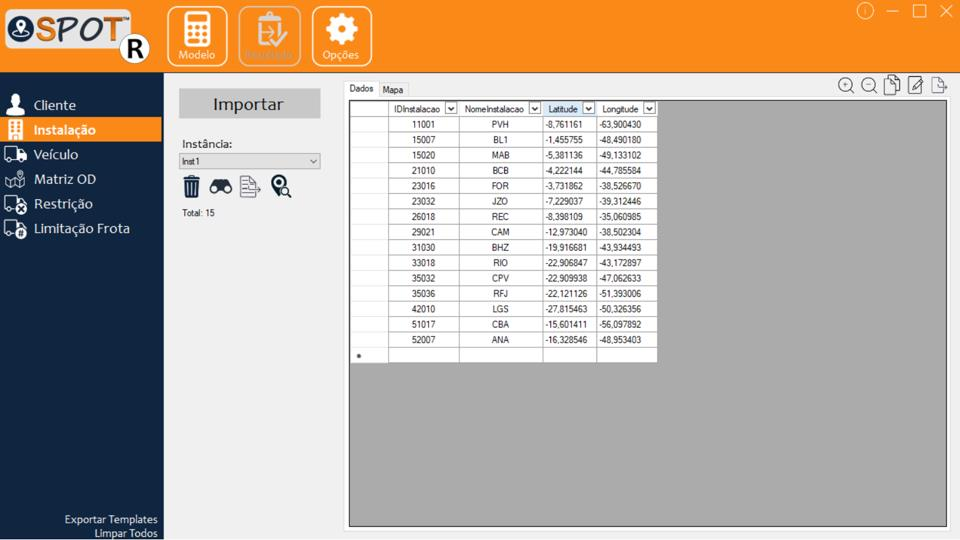 SPOT™
R
Modelo
Opções
Cliente
Instalação
Veículo
Matriz OD
Restrição
Limitação Frota
Exportar Templates
Limpar Todos
Importar
Instância:
Inst1
Total: 15
Dados Mapa
IDInstalacao NomeInstalacao Latitude Longitude
11001 PVH -8,761161 -63,900430
15007 BL1 -1,455755 -48,490180
15020 MAB -5,381136 -49,133102
21010 BCB -4,222144 -44,785584
23016 FOR -3,731862 -38,526670
23032 JZO -7,229037 -39,312446
26018 REC -8,398109 -35,060985
29021 CAM -12,973040 -38,502304
31030 BHZ -19,916681 -43,934493
33018 RIO -22,906847 -43,172897
35032 CPV -22,909938 -47,062633
35036 RFJ -22,121126 -51,393006
42010 LGS -27,815463 -50,326356
51017 CBA -15,601411 -56,097892
52007 ANA -16,328546 -48,953403